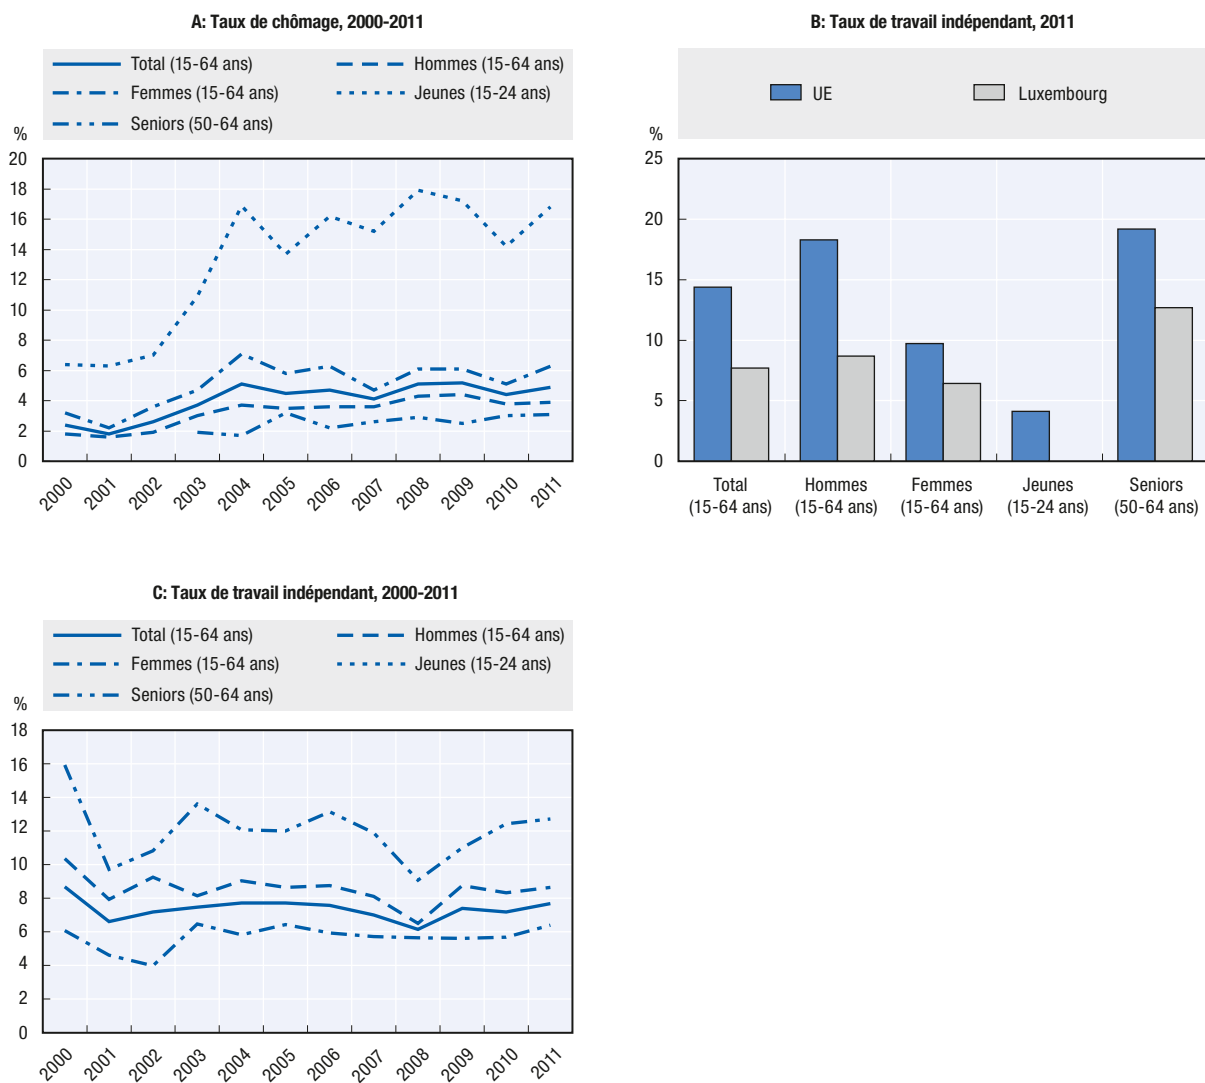 A: Taux de chômage, 2000-2011
Total (15-64 ans)
Hommes (15-64 ans)
Femmes (15-64 ans)
Jeunes (15-24 ans)
Seniors (50-64 ans)
%
20
18
16
14
12
10
8
6
4
2
0
2000
2001
2002
2003
2004
2005
2006
2007
2008
2009
2010
2011
B: Taux de travail indépendant, 2011
UE
Luxembourg
%
25
20
15
10
5
0
Total
(15-64 ans)
Hommes
(15-64 ans)
Femmes
(15-64 ans)
Jeunes
(15-24 ans)
Seniors
(50-64 ans)
C: Taux de travail indépendant, 2000-2011
Total (15-64 ans)
Hommes (15-64 ans)
Femmes (15-64 ans)
Jeunes (15-24 ans)
Seniors (50-64 ans)
%
18
16
14
12
10
8
6
4
2
0
2000
2001
2002
2003
2004
2005
2006
2007
2008
2009
2010
2011